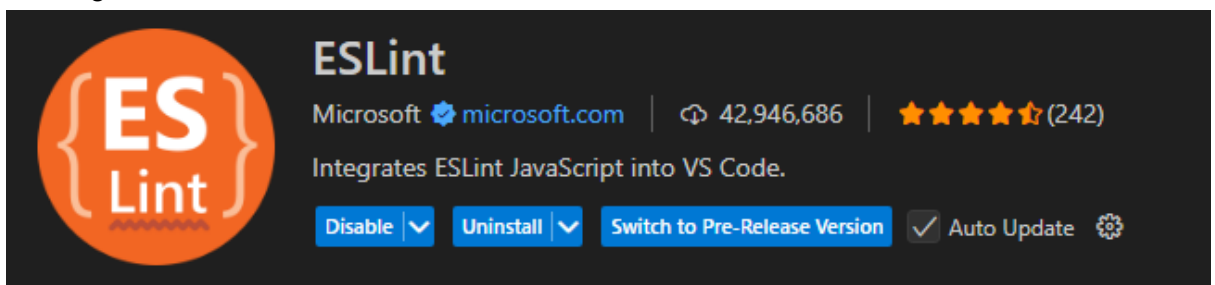 {ES}
Lint
ESLint
Microsoft microsoft.com | 42,946,686 | (242)
Integrates ESLint JavaScript into VS Code.
Disable Uninstall Switch to Pre-Release Version Auto Update